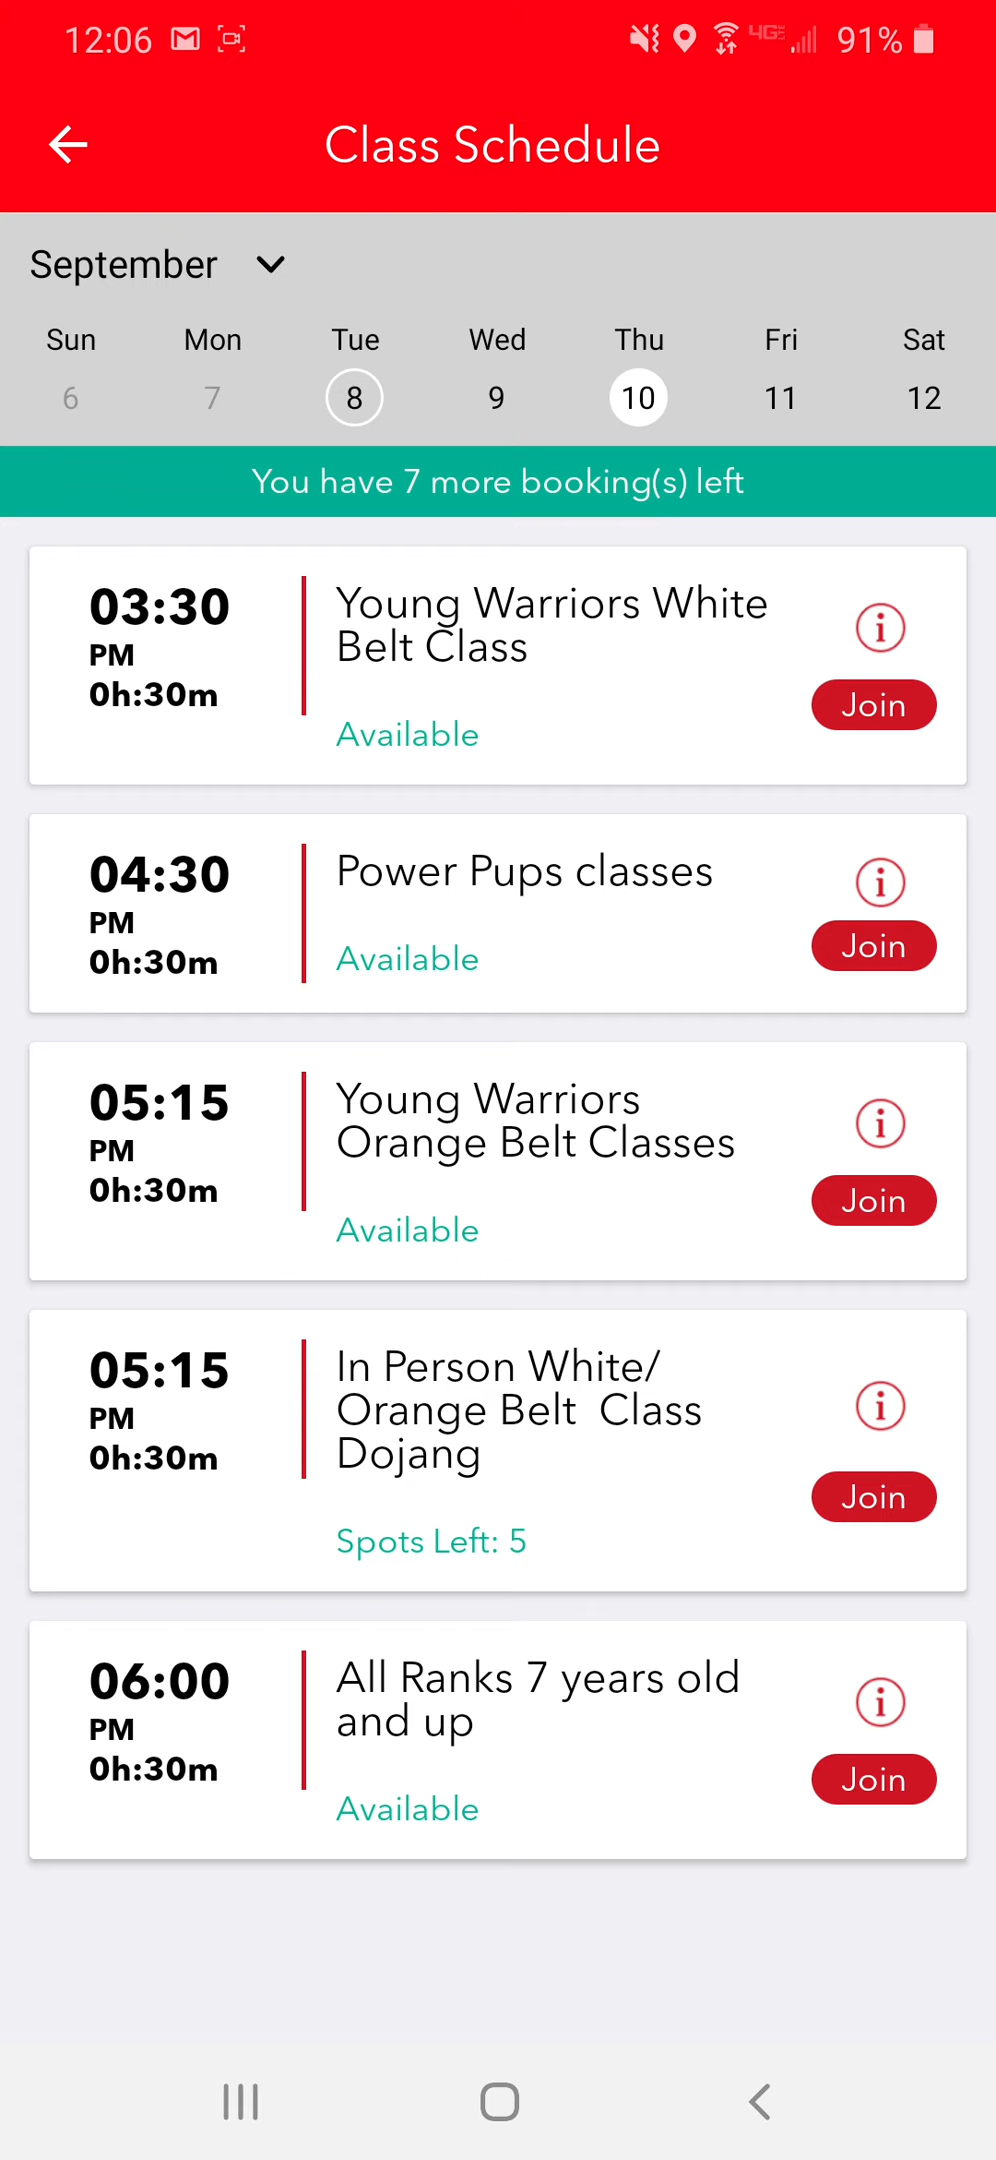 12:06 91%
Class Schedule
September
Sun Mon Tue Wed Thu Fri Sat
6 7 8 9 10 11 12
You have 7 more booking(s) left
03:30
PM
0h:30m
Young Warriors White
Belt Class
Available
Join
04:30
PM
0h:30m
Power Pups classes
Available
Join
05:15
PM
0h:30m
Young Warriors
Orange Belt Classes
Available
Join
05:15
PM
0h:30m
In Person White/
Orange Belt  Class
Dojang
Spots Left: 5
Join
06:00
PM
0h:30m
All Ranks 7 years old
and up
Available
Join